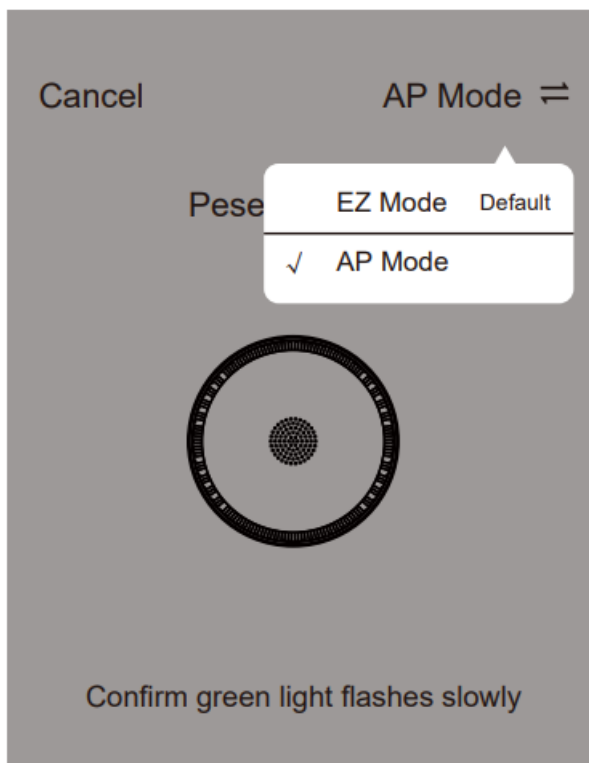 Cancel AP Mode
Pese
EZ Mode Default
√ AP Mode
Confirm green light flashes slowly